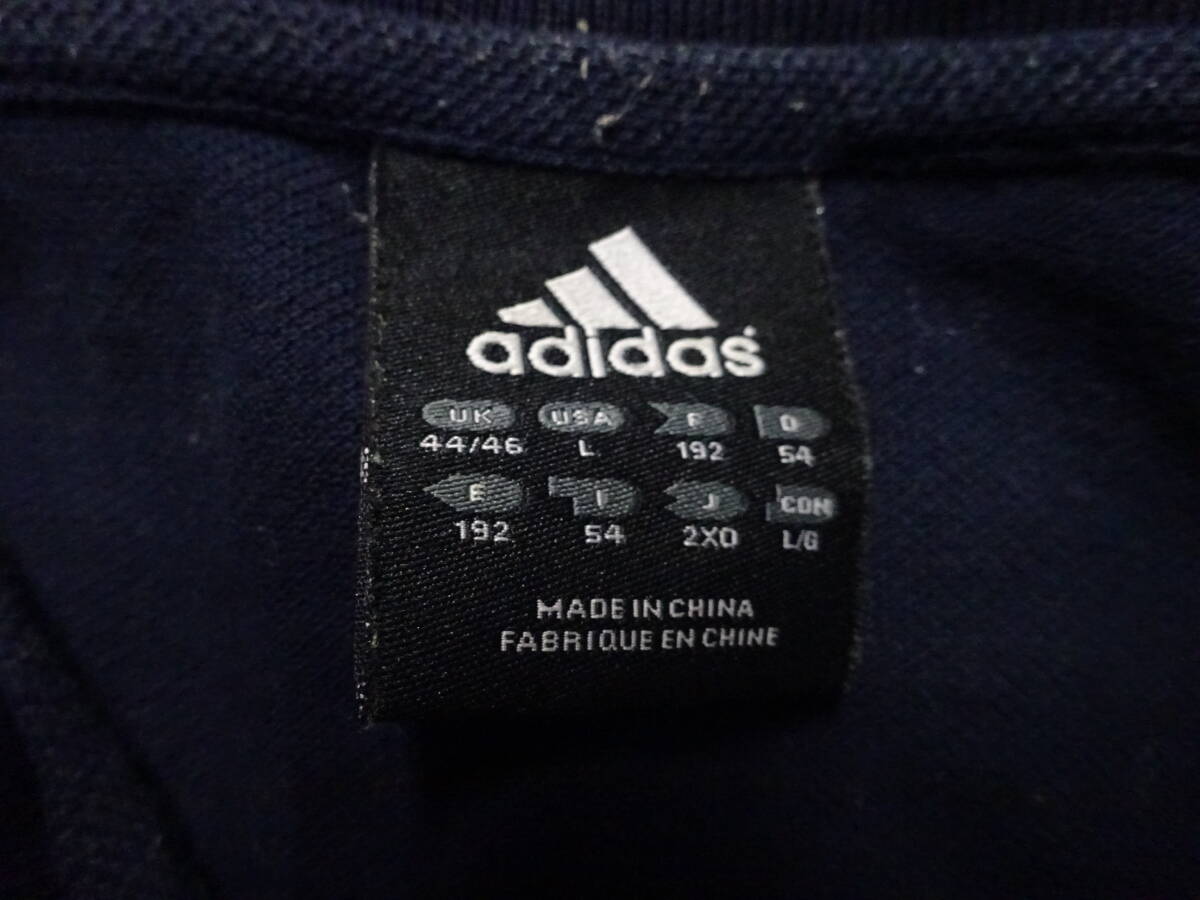 adidas
UK USA F D
44/46 L 192 54
E I J CDN
192 54 2XO L/G
MADE IN CHINA
FABRIQUE EN CHINE